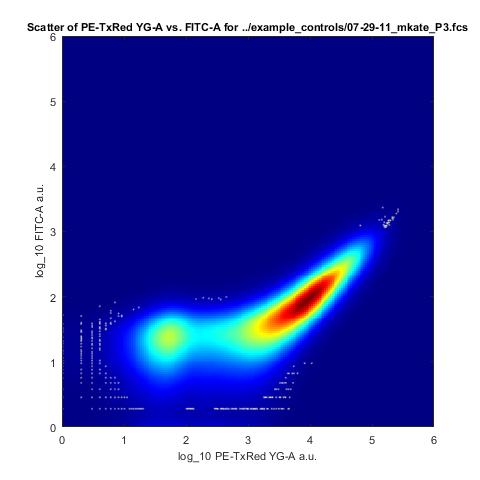 Scatter of PE-TxRed YG-A vs. FITC-A for ../example_controls/07-29-11_mkate_P3.fcs
6
5
4
3
2
1
0
log_10 FITC-A a.u.
0 1 2 3 4 5 6
log_10 PE-TxRed YG-A a.u.